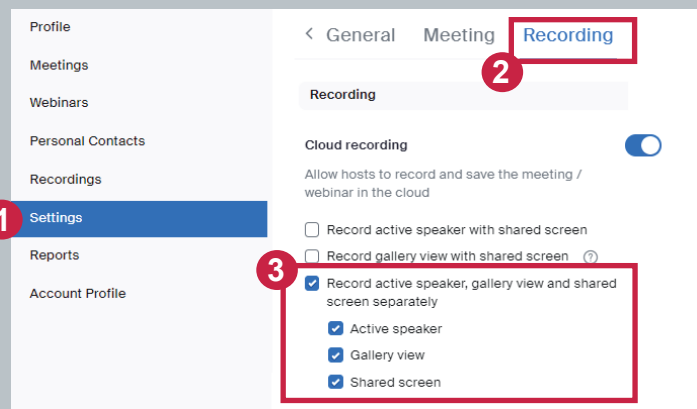 Profile
Meetings
Webinars
Personal Contacts
Recordings
1
Settings
Reports
Account Profile
< General Meeting Recording
2
Recording
Cloud recording
Allow hosts to record and save the meeting /
webinar in the cloud
Record active speaker with shared screen
Record gallery view with shared screen ?
3
Record active speaker, gallery view and shared
screen separately
Active speaker
Gallery view
Shared screen